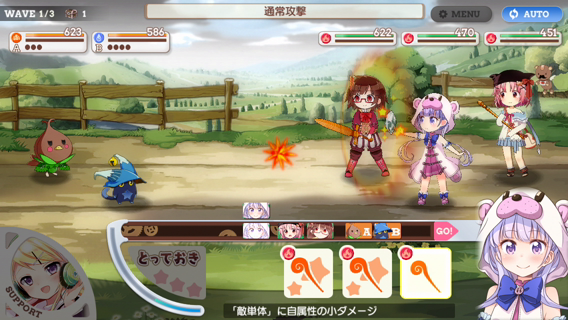 WAVE 1/3 1
通常攻撃
MENU
AUTO
623
A
586
B
622
470
451
A B GO!
とっておき
SUPPORT
「敵単体」に自属性の小ダメージ